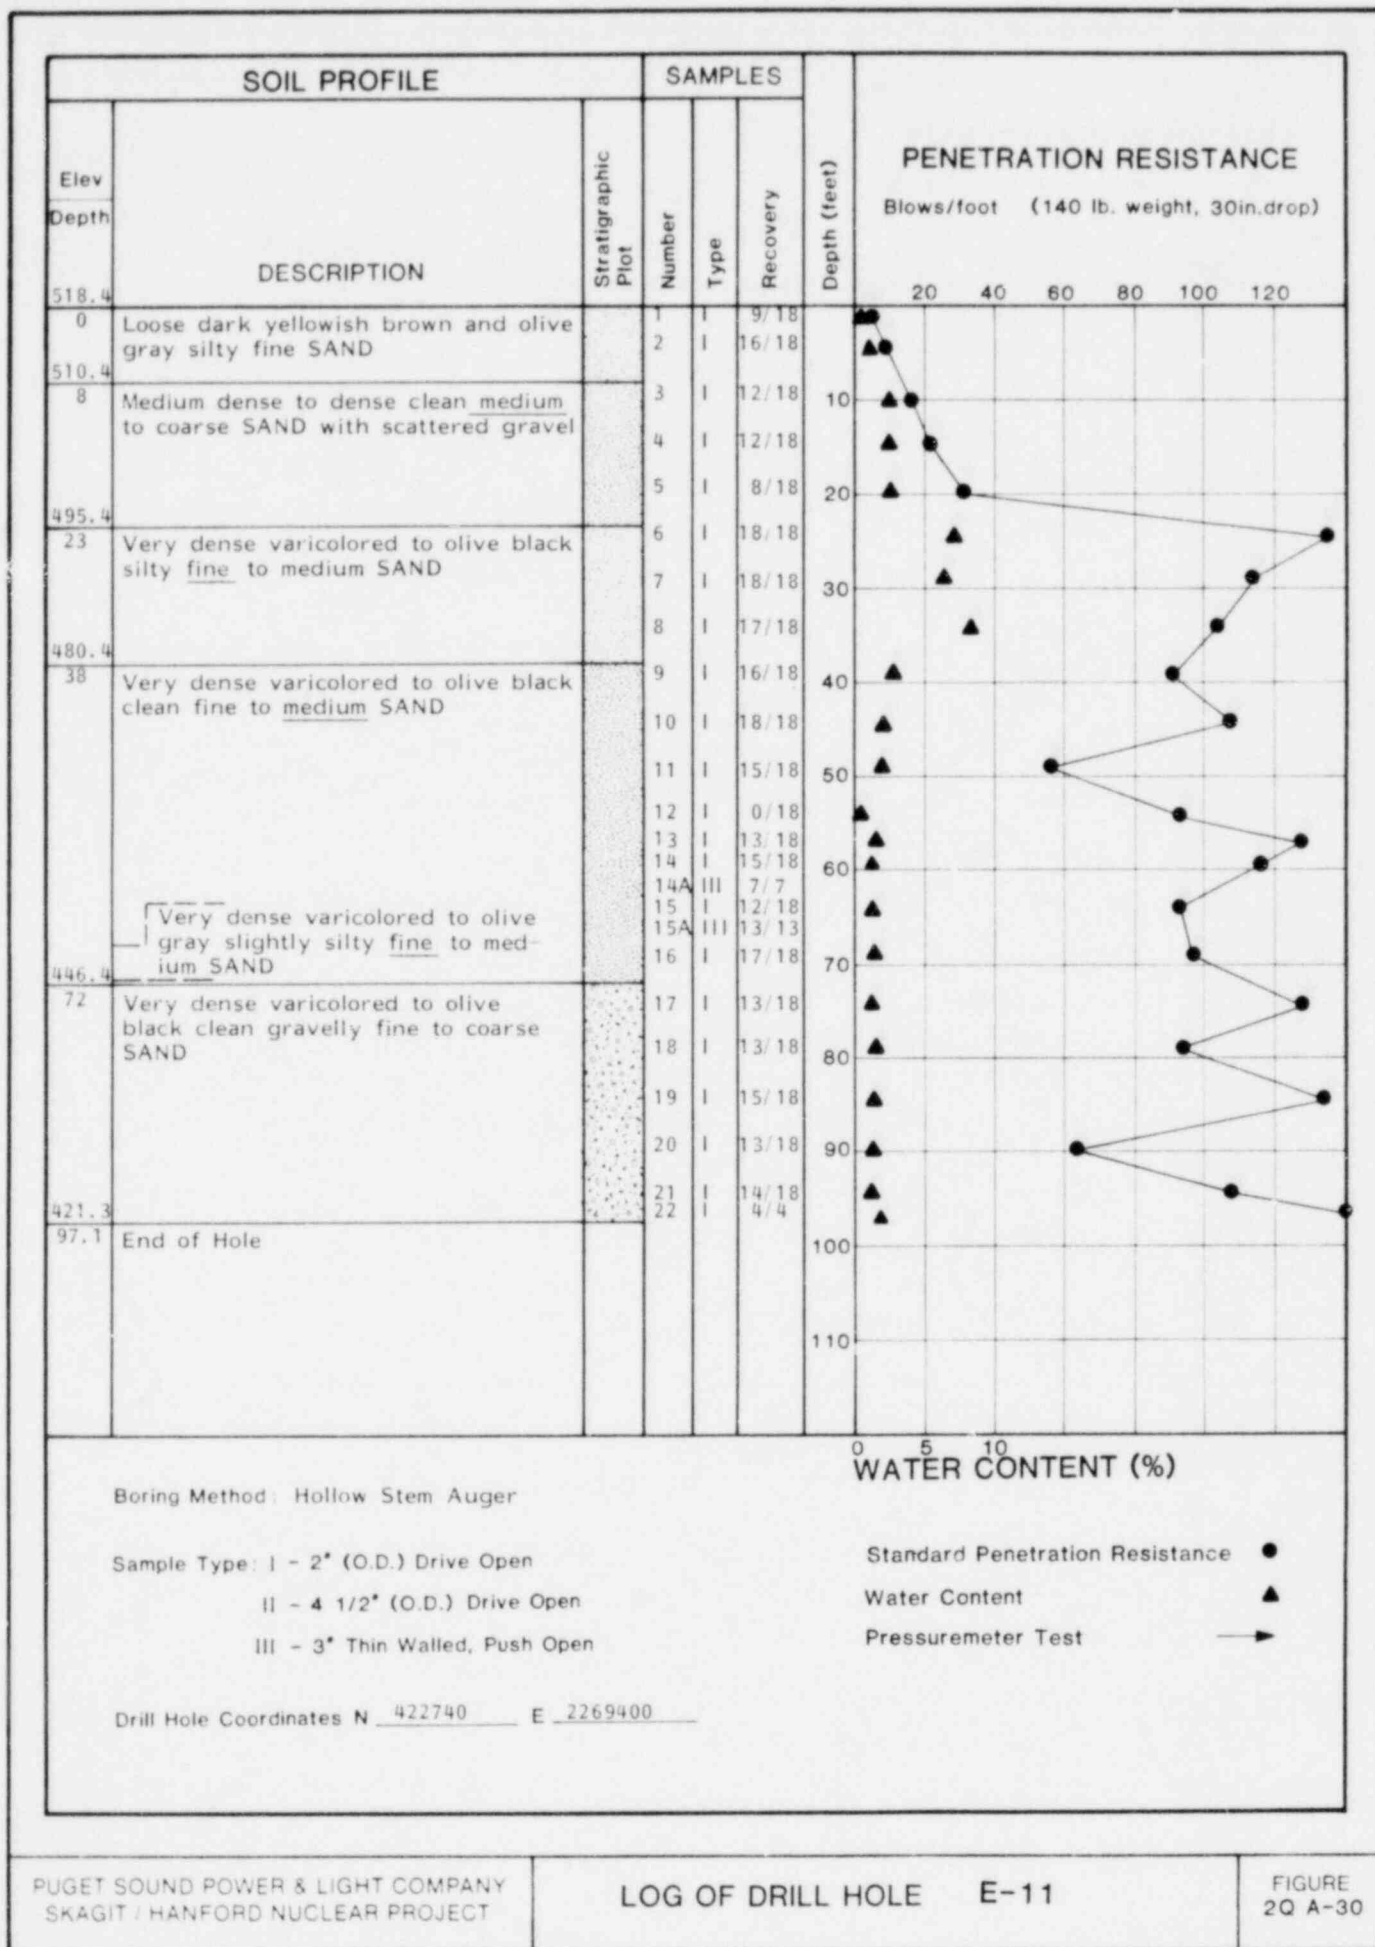 SOIL PROFILE
SAMPLES
Elev
Depth
DESCRIPTION
Stratigraphic
Plot
Number
Type
Recovery
Depth (feet)
PENETRATION RESISTANCE
Blows/foot (140 lb. weight, 30in.drop)
20 40 60 80 100 120
518.4
0 Loose dark yellowish brown and olive
gray silty fine SAND
1 I 9/18
2 I 16/18
510.4
8 Medium dense to dense clean medium
to coarse SAND with scattered gravel
3 I 12/18
10
4 I 12/18
5 I 8/18
20
495.4
23 Very dense varicolored to olive black
silty fine to medium SAND
6 I 18/18
7 I 18/18
30
8 I 17/18
480.4
38 Very dense varicolored to olive black
clean fine to medium SAND
9 I 16/18
40
10 I 18/18
11 I 15/18
50
12 I 0/18
13 I 13/18
14 I 15/18
60
14A III 7/7
15 I 12/18
15A III 13/13
16 I 17/18
70
Very dense varicolored to olive
gray slightly silty fine to med-
ium SAND
446.4
72 Very dense varicolored to olive
black clean gravelly fine to coarse
SAND
17 I 13/18
18 I 13/18
80
19 I 15/18
20 I 13/18
90
21 I 14/18
22 I 4/4
421.3
97.1 End of Hole
100
110
0 5 10
WATER CONTENT (%)
Boring Method: Hollow Stem Auger
Sample Type: I - 2" (O.D.) Drive Open
II - 4 1/2" (O.D.) Drive Open
III - 3" Thin Walled, Push Open
Standard Penetration Resistance
Water Content
Pressuremeter Test
Drill Hole Coordinates N 422740 E 2269400
PUGET SOUND POWER & LIGHT COMPANY
SKAGIT / HANFORD NUCLEAR PROJECT
LOG OF DRILL HOLE E-11
FIGURE
2Q A-30